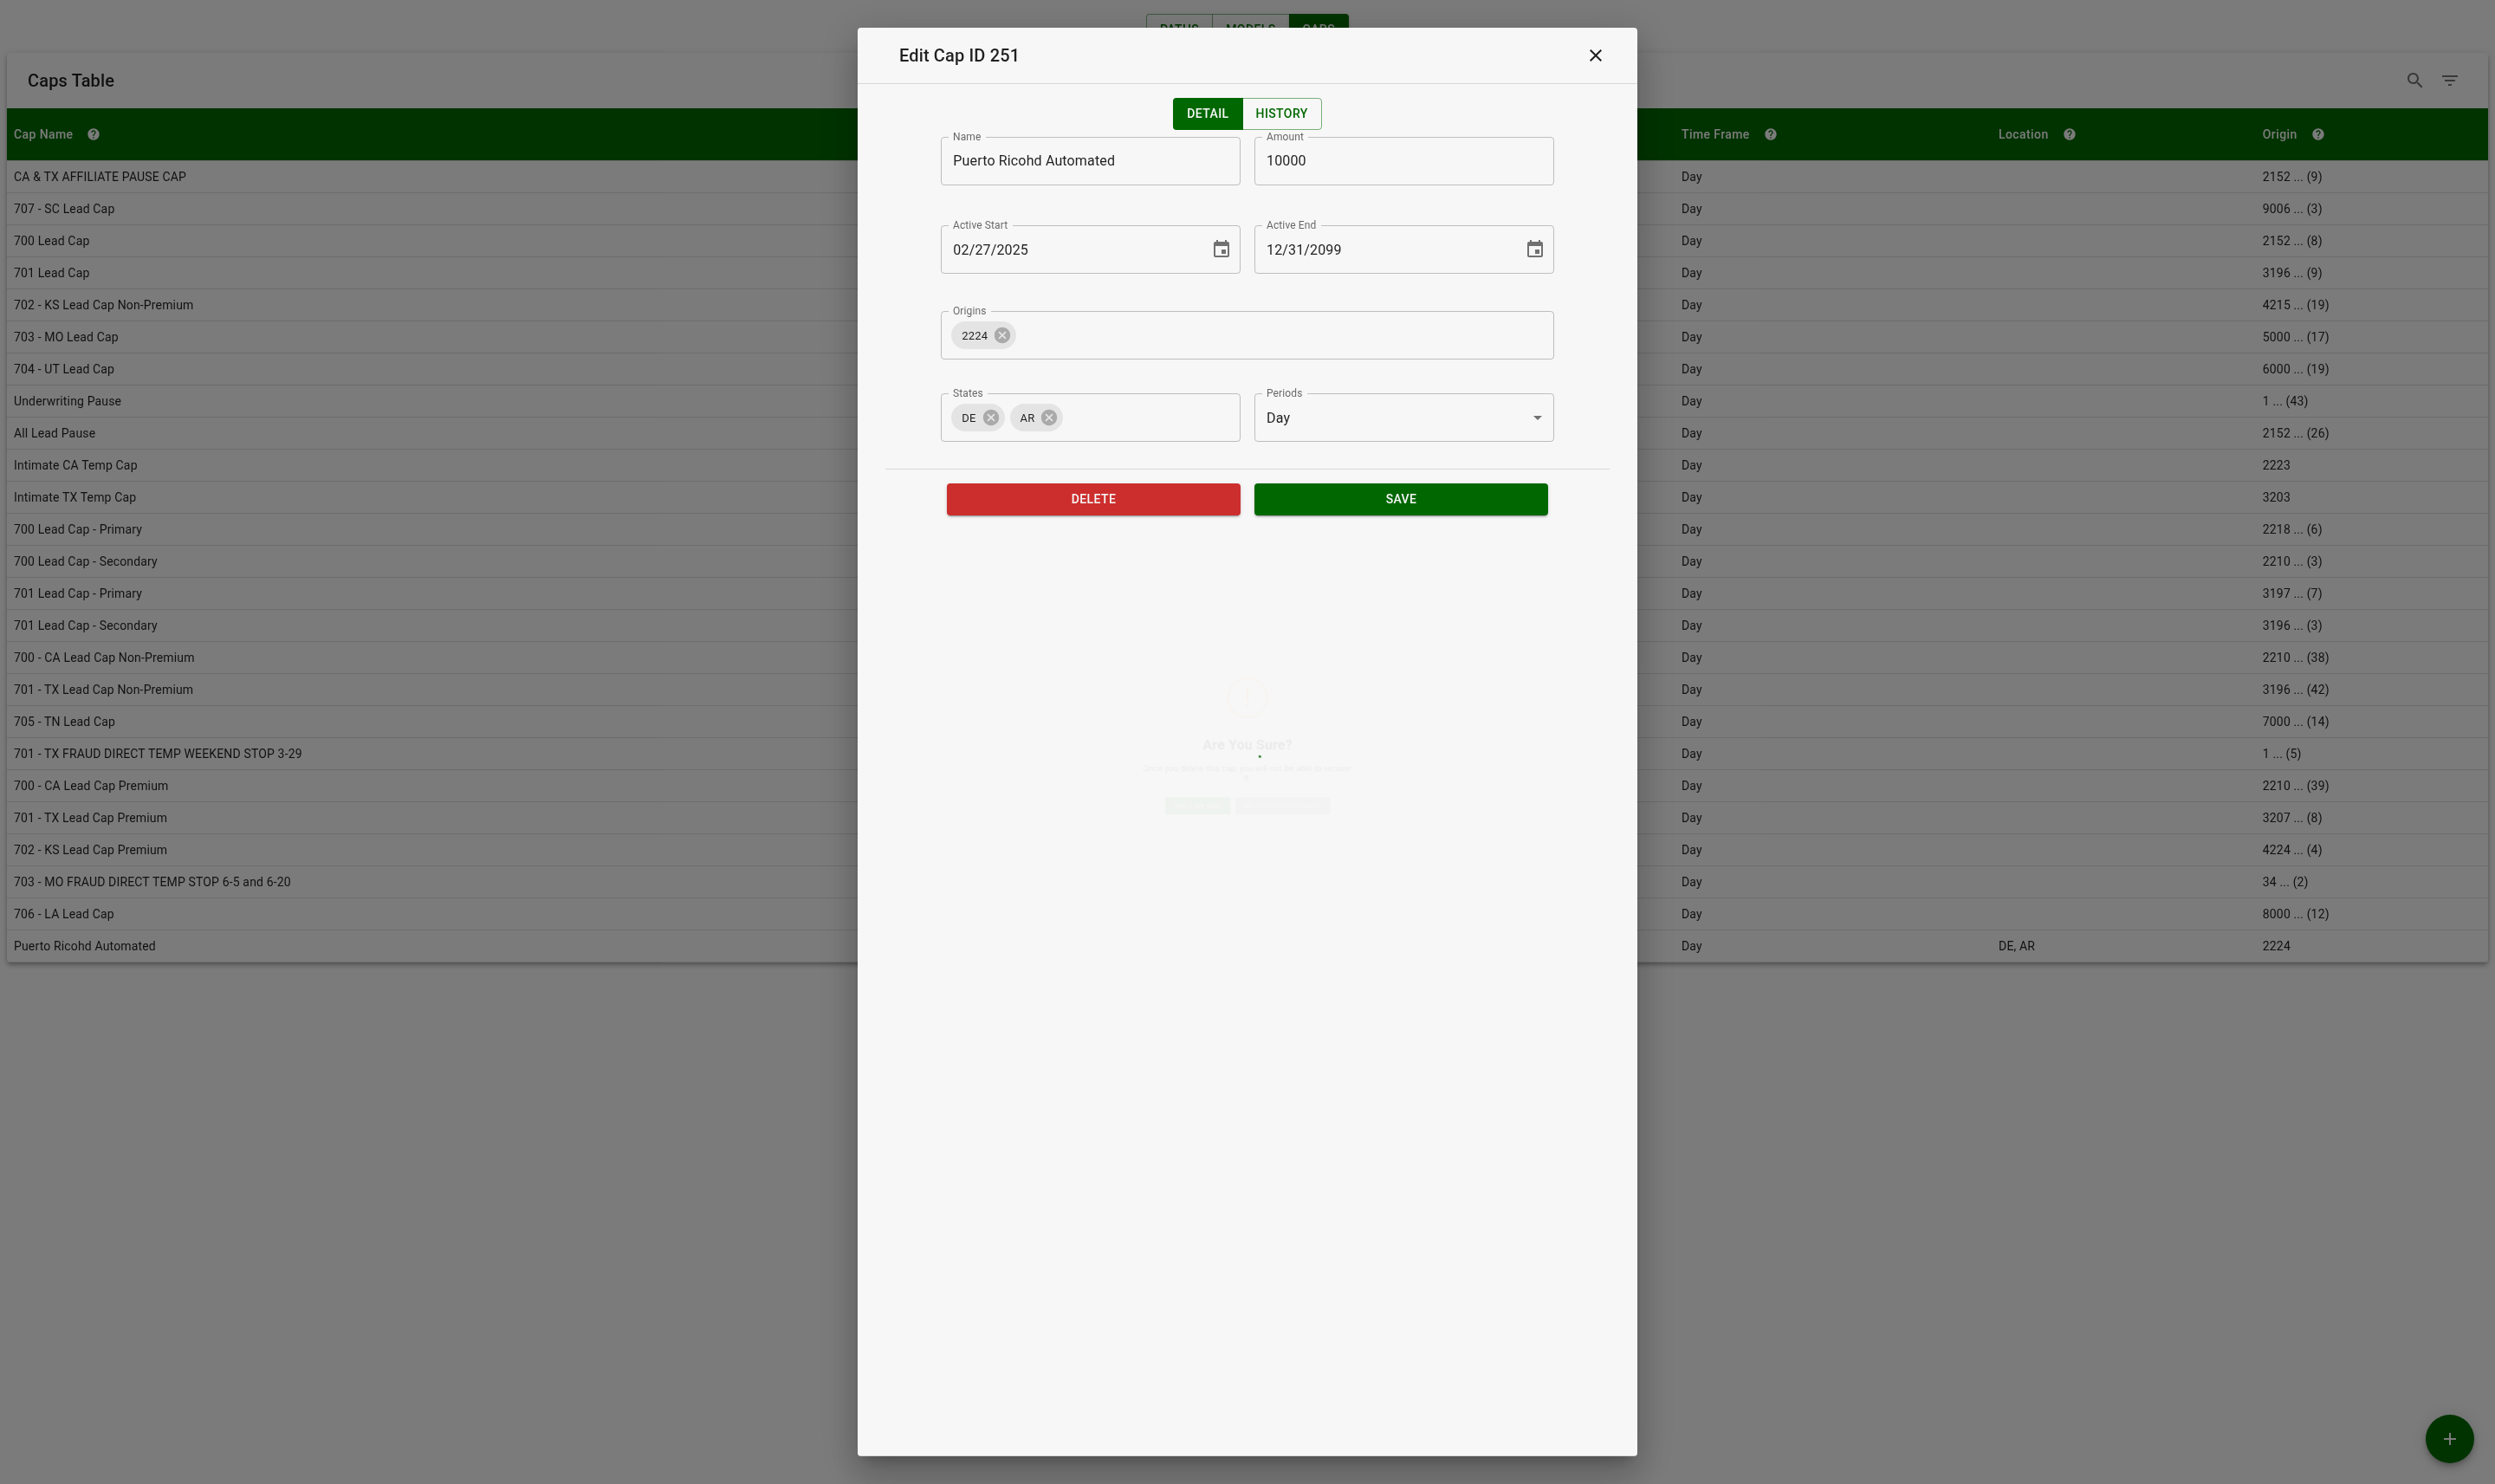 PATHS MODELS CAPS
Edit Cap ID 251
Caps Table
DETAIL HISTORY
Cap Name Time Frame Location Origin
Name Amount
Puerto Ricohd Automated 10000
Active Start Active End
02/27/2025 12/31/2099
Origins
2224
States Periods
DE AR Day
DELETE SAVE
Are You Sure?
CA & TX AFFILIATE PAUSE CAP Day 2152 ... (9)
707 - SC Lead Cap Day 9006 ... (3)
700 Lead Cap Day 2152 ... (8)
701 Lead Cap Day 3196 ... (9)
702 - KS Lead Cap Non-Premium Day 4215 ... (19)
703 - MO Lead Cap Day 5000 ... (17)
704 - UT Lead Cap Day 6000 ... (19)
Underwriting Pause Day 1 ... (43)
All Lead Pause Day 2152 ... (26)
Intimate CA Temp Cap Day 2223
Intimate TX Temp Cap Day 3203
700 Lead Cap - Primary Day 2218 ... (6)
700 Lead Cap - Secondary Day 2210 ... (3)
701 Lead Cap - Primary Day 3197 ... (7)
701 Lead Cap - Secondary Day 3196 ... (3)
700 - CA Lead Cap Non-Premium Day 2210 ... (38)
701 - TX Lead Cap Non-Premium Day 3196 ... (42)
705 - TN Lead Cap Day 7000 ... (14)
701 - TX FRAUD DIRECT TEMP WEEKEND STOP 3-29 Day 1 ... (5)
700 - CA Lead Cap Premium Day 2210 ... (39)
701 - TX Lead Cap Premium Day 3207 ... (8)
702 - KS Lead Cap Premium Day 4224 ... (4)
703 - MO FRAUD DIRECT TEMP STOP 6-5 and 6-20 Day 34 ... (2)
706 - LA Lead Cap Day 8000 ... (12)
Puerto Ricohd Automated Day DE, AR 2224